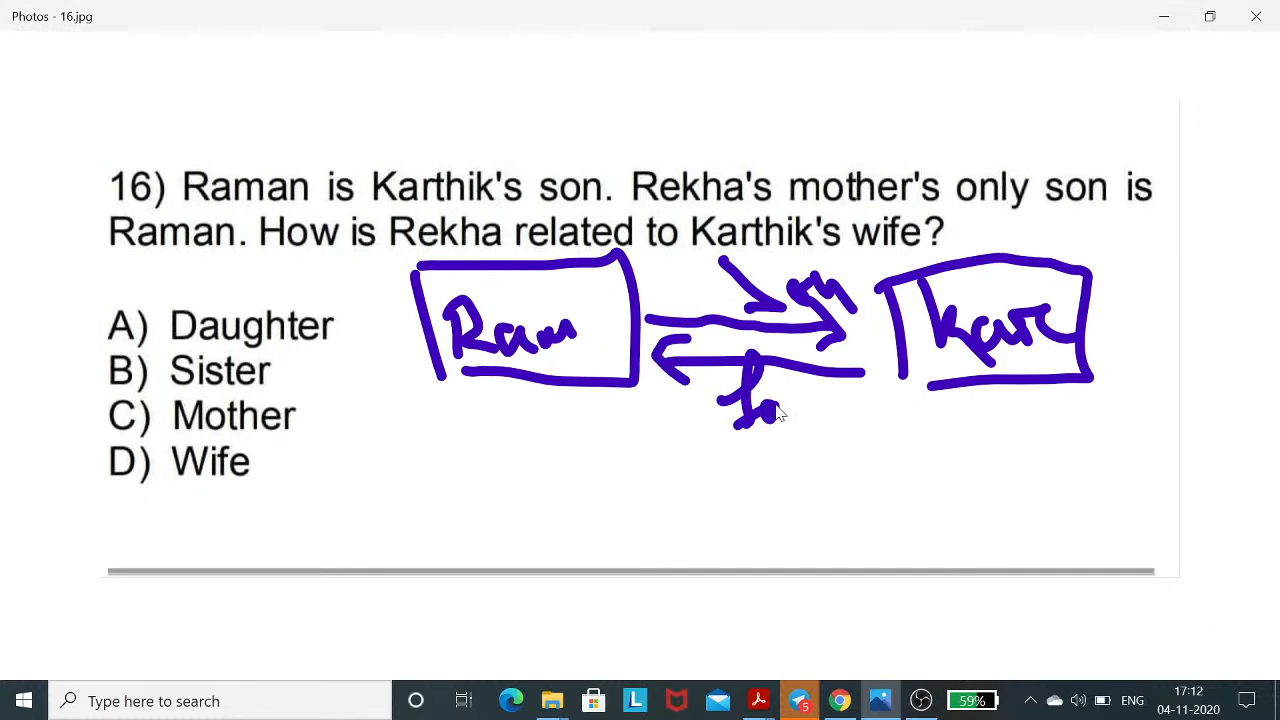 Photos - 16.jpg
16) Raman is Karthik's son. Rekha's mother's only son is
Raman. How is Rekha related to Karthik's wife?
A) Daughter
B) Sister
C) Mother
D) Wife
Ram
Type here to search
L
5
59%
ENG
17:12
04-11-2020